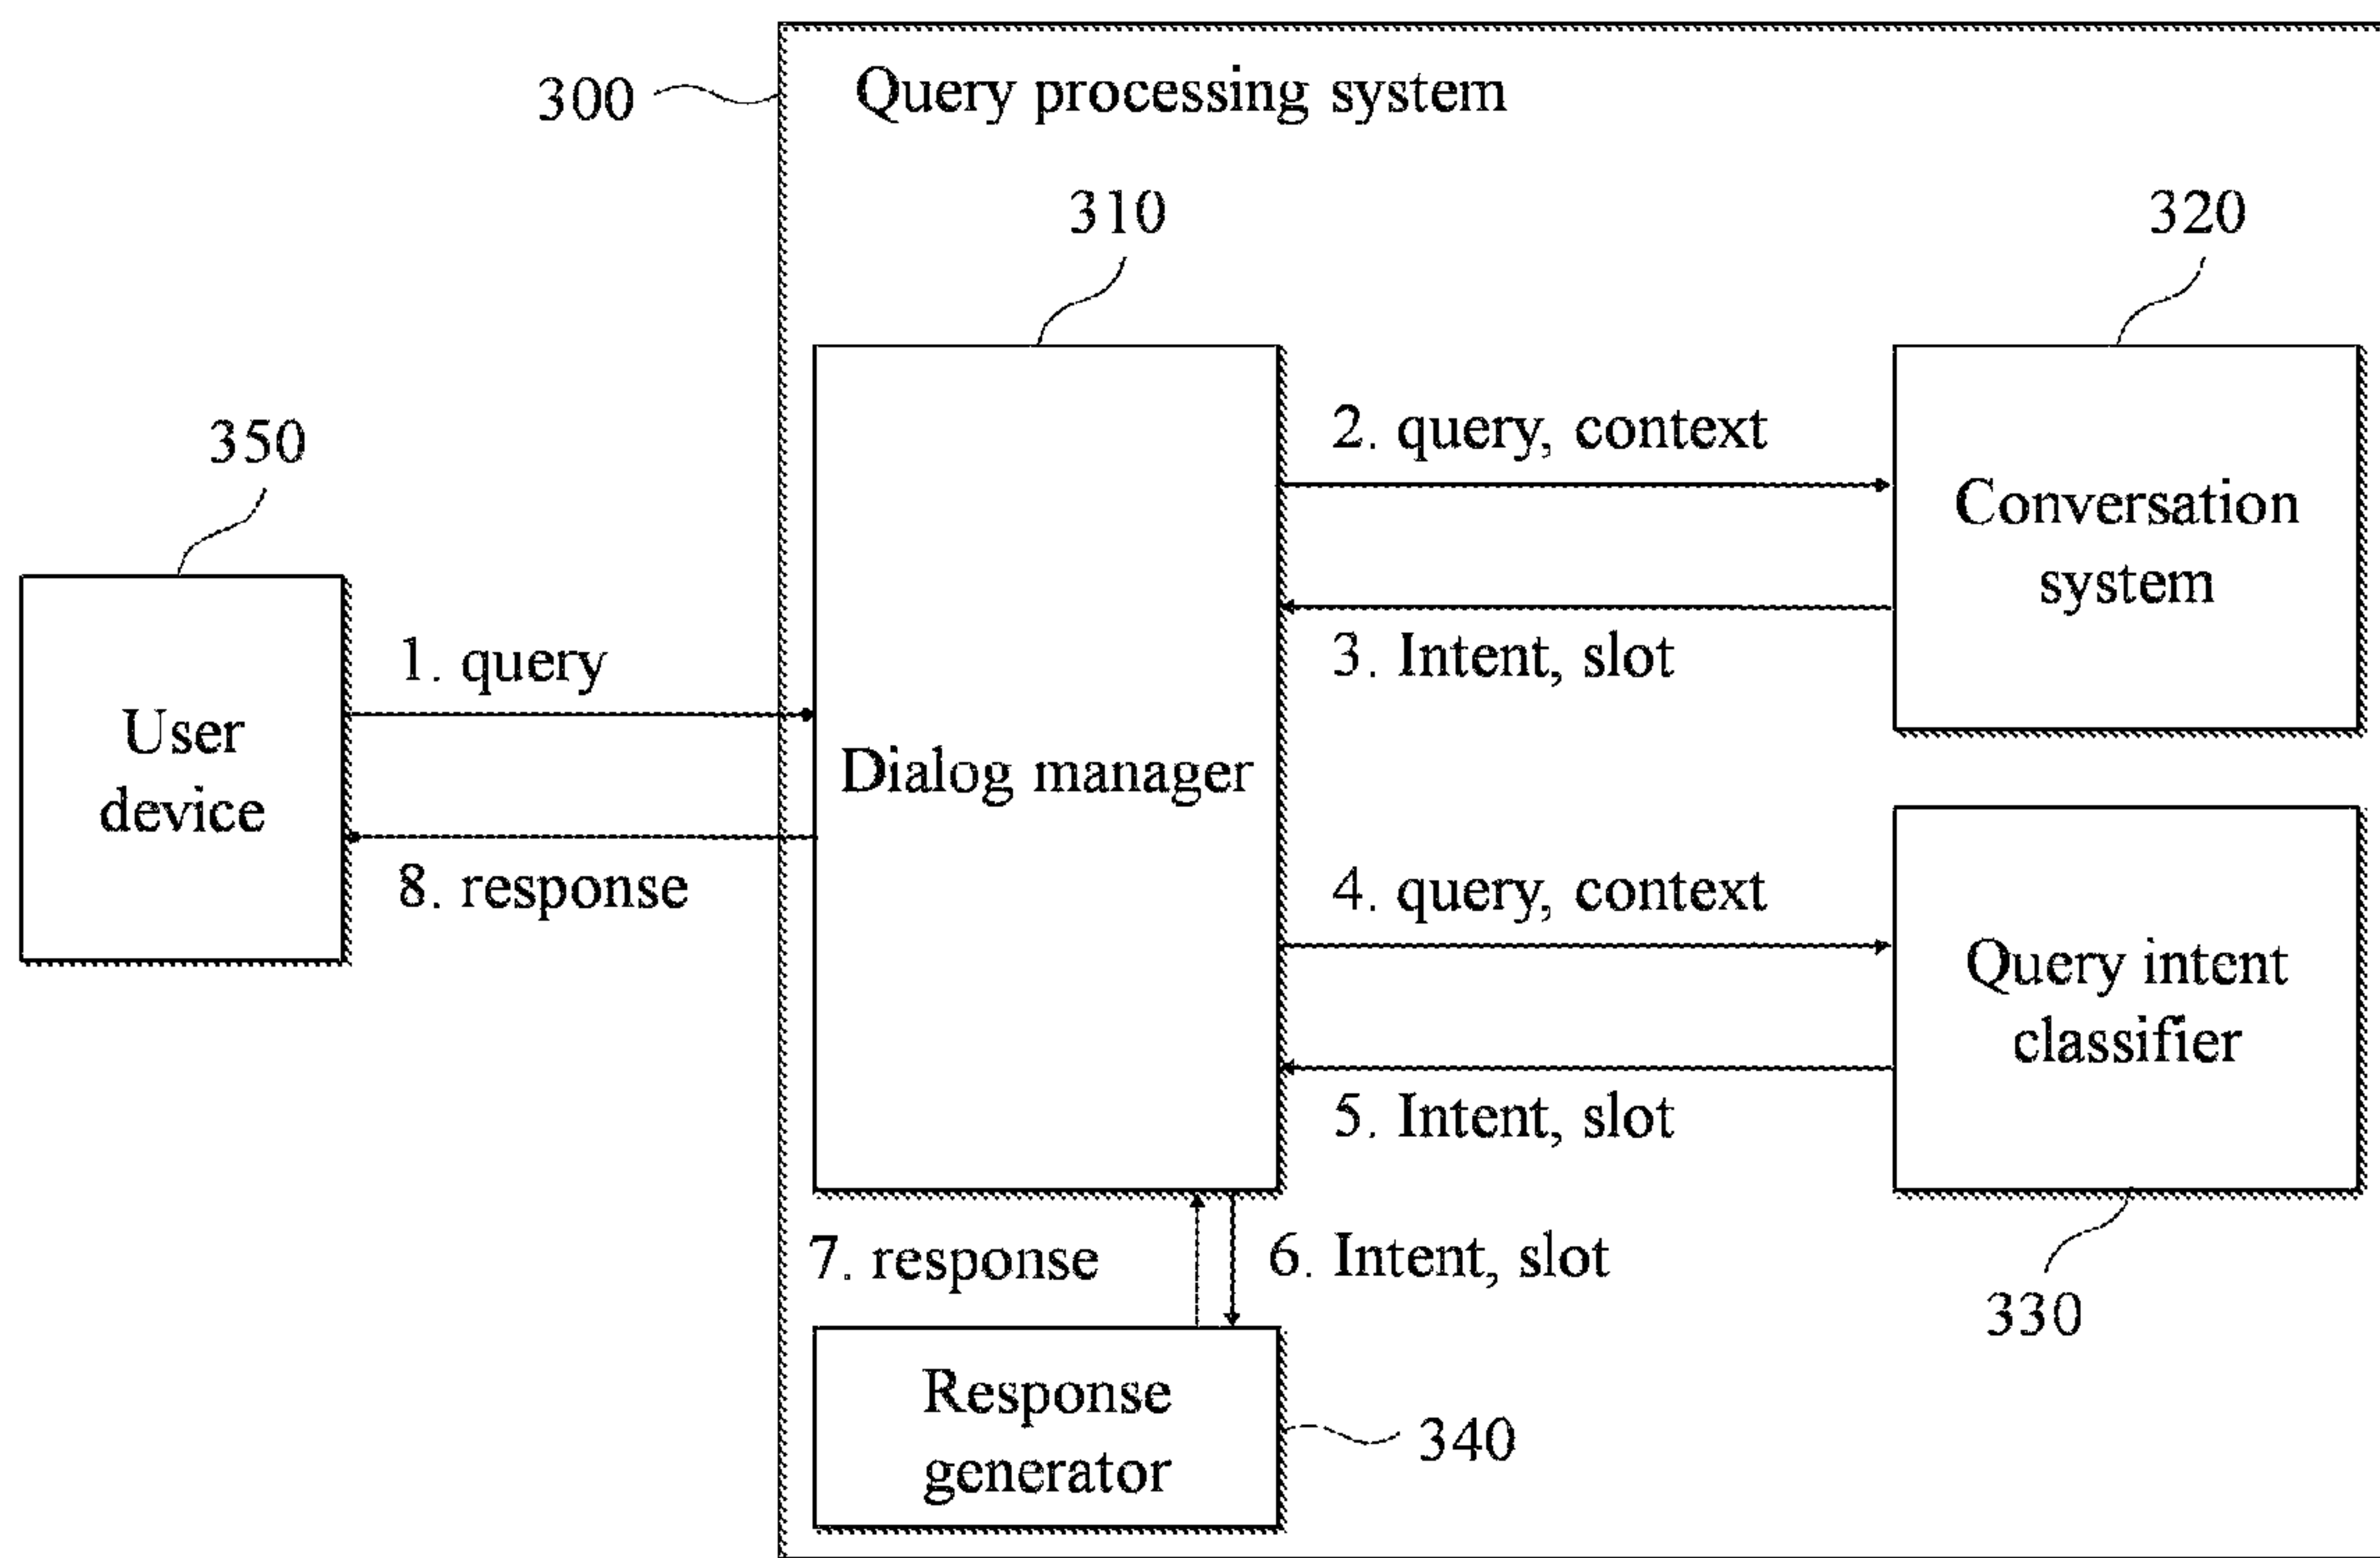 300
Query processing system
310
320
350
2. query, context
Conversation
system
3. Intent, slot
1. query
User
device
Dialog manager
8. response
4. query, context
Query intent
classifier
5. Intent, slot
7. response
6. Intent, slot
330
Response
generator
340